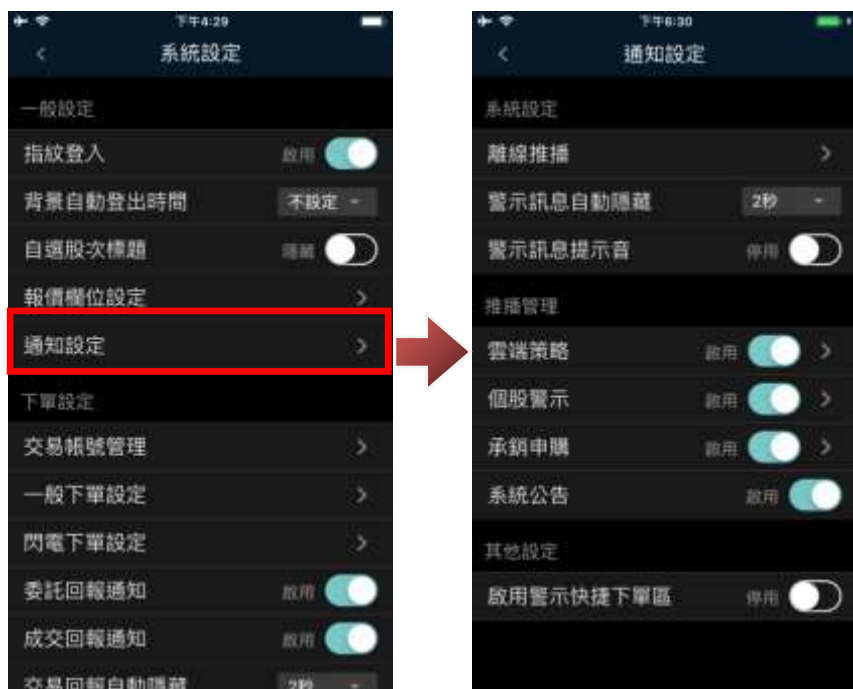 下午4:29
系統設定
一般設定
指紋登入 啟用
背景自動登出時間 不設定
自選股次標題 隱藏
報價欄位設定
通知設定
下單設定
交易帳號管理
一般下單設定
閃電下單設定
委託回報通知 啟用
成交回報通知 啟用
交易回報自動隱藏 2秒
下午6:30
通知設定
系統設定
離線推播
警示訊息自動隱藏 2秒
警示訊息提示音 停用
推播管理
雲端策略 啟用
個股警示 啟用
承銷申購 啟用
系統公告 啟用
其他設定
啟用警示快捷下單區 停用